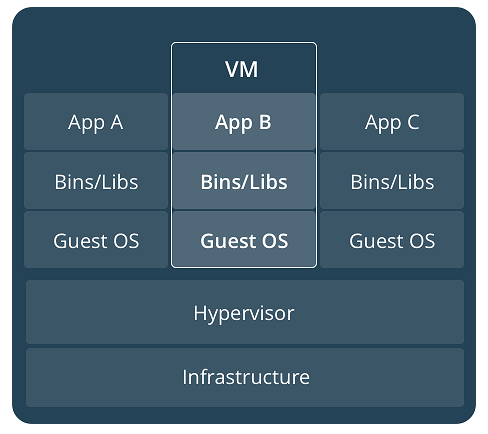 VM
App A
App B
App C
Bins/Libs
Bins/Libs
Bins/Libs
Guest OS
Guest OS
Guest OS
Hypervisor
Infrastructure